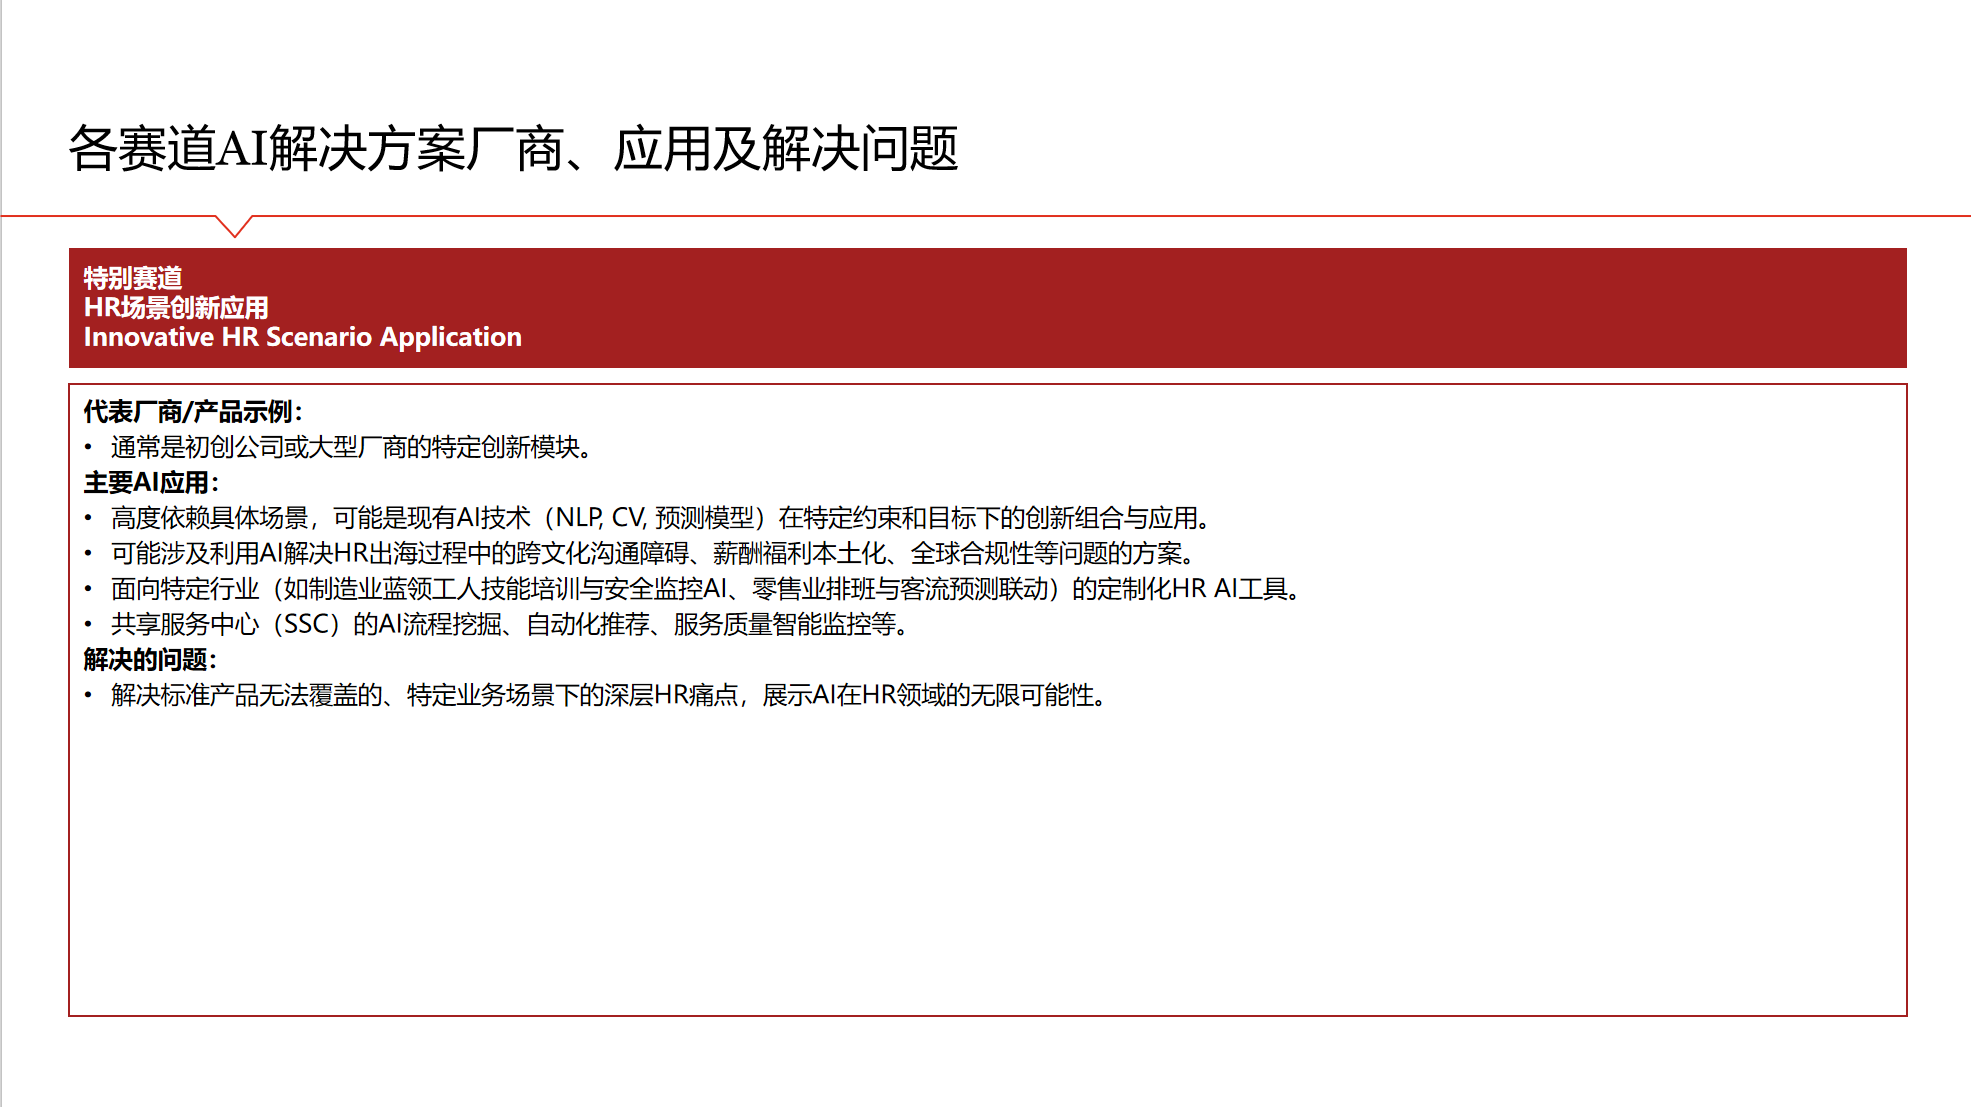 各赛道AI解决方案厂商、应用及解决问题
特别赛道
HR场景创新应用
Innovative HR Scenario Application
代表厂商/产品示例：
• 通常是初创公司或大型厂商的特定创新模块。
主要AI应用：
• 高度依赖具体场景，可能是现有AI技术（NLP, CV, 预测模型）在特定约束和目标下的创新组合与应用。
• 可能涉及利用AI解决HR出海过程中的跨文化沟通障碍、薪酬福利本土化、全球合规性等问题的方案。
• 面向特定行业（如制造业蓝领工人技能培训与安全监控AI、零售业排班与客流预测联动）的定制化HR AI工具。
• 共享服务中心（SSC）的AI流程挖掘、自动化推荐、服务质量智能监控等。
解决的问题：
• 解决标准产品无法覆盖的、特定业务场景下的深层HR痛点，展示AI在HR领域的无限可能性。